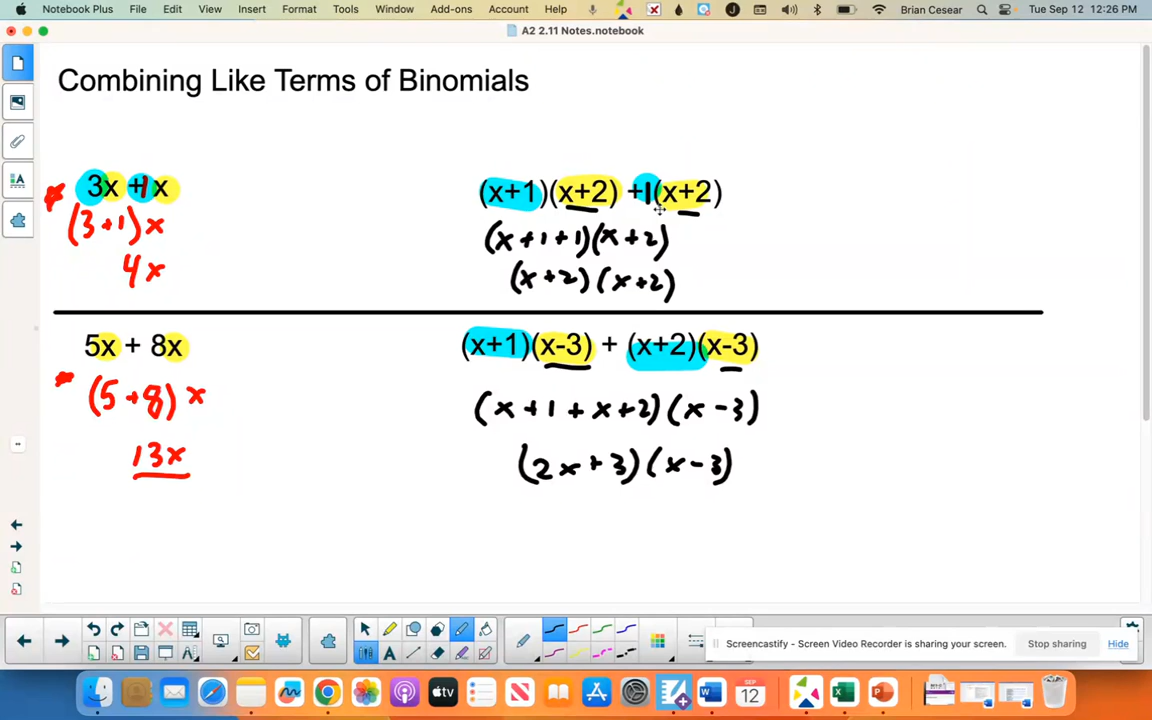 Notebook Plus File Edit View Insert Format Tools Window Add-ons Account Help Brian Cesear Tue Sep 12 12:26 PM
A2 2.11 Notes.notebook
Combining Like Terms of Binomials
3x + 1x
(3+1)x
4x
(x+1)(x+2) + 1(x+2)
(x+1+1)(x+2)
(x+2)(x+2)
5x + 8x
(5+8)x
13x
(x+1)(x-3) + (x+2)(x-3)
(x+1+x+2)(x-3)
(2x+3)(x-3)
Screencastify - Screen Video Recorder is sharing your screen. Stop sharing Hide
SEP
12